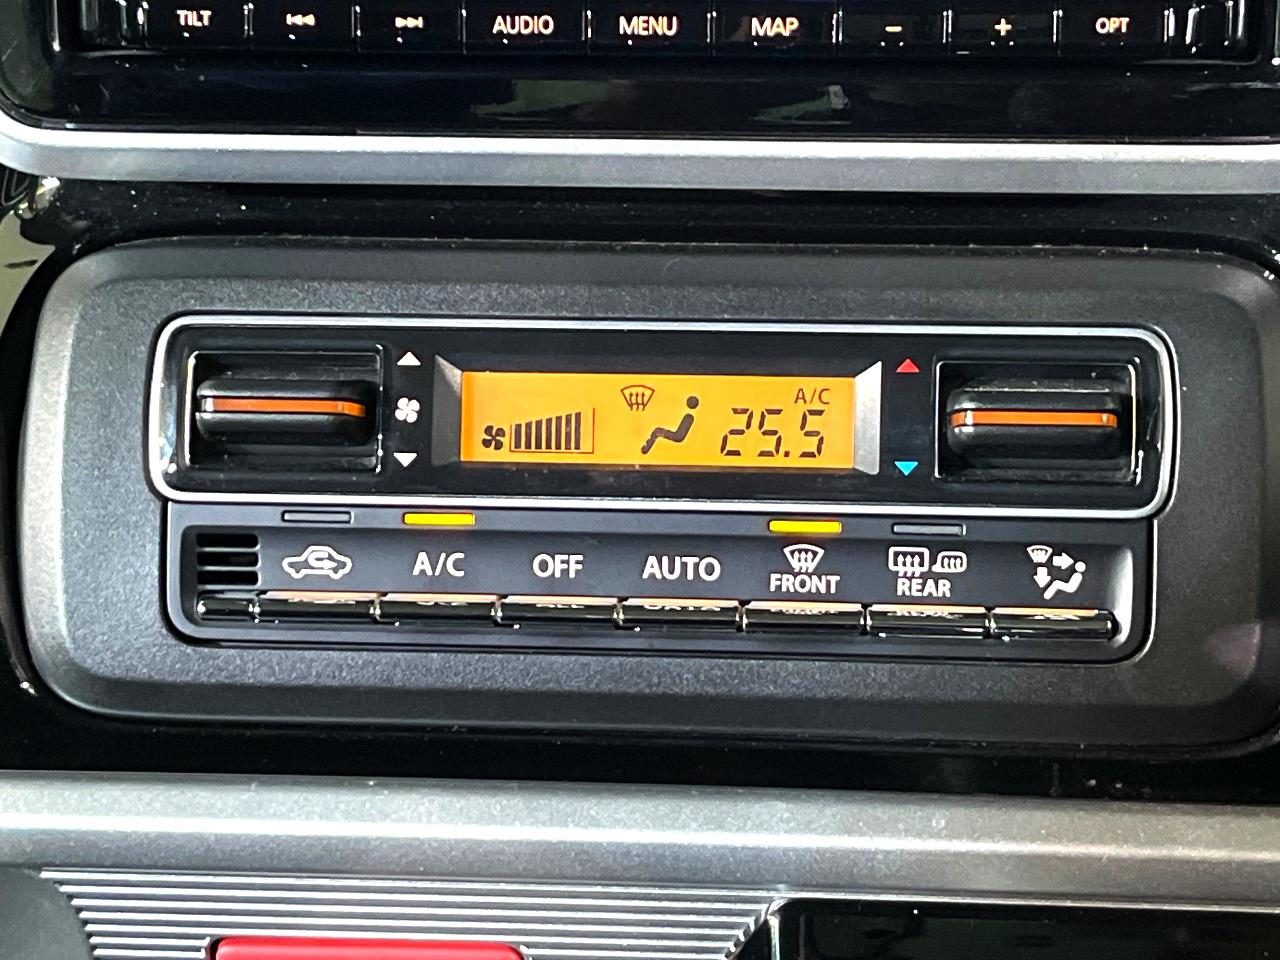 TILT AUDIO MENU MAP - + OPT
A/C
25.5
A/C OFF AUTO FRONT REAR